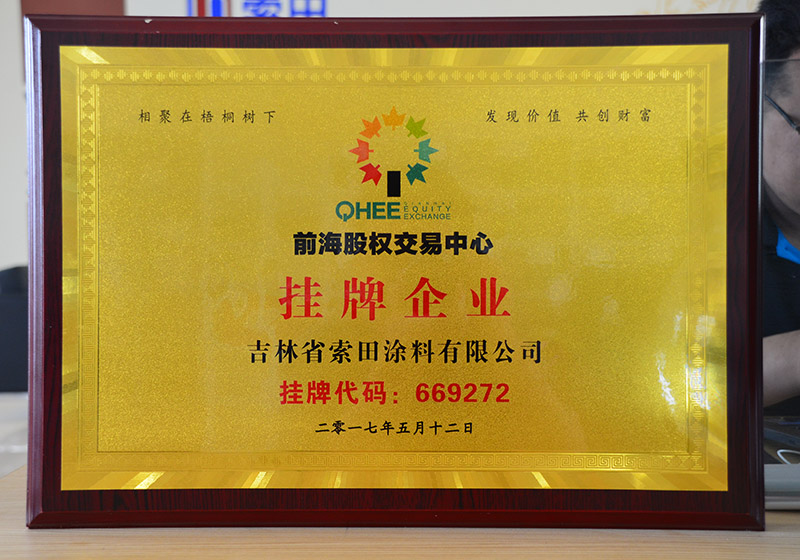 索田
相聚在梧桐树下
发现价值 共创财富
QHEE EQUITY
EXCHANGE
前海股权交易中心
挂牌企业
吉林省索田涂料有限公司
挂牌代码：669272
二零一七年五月十二日